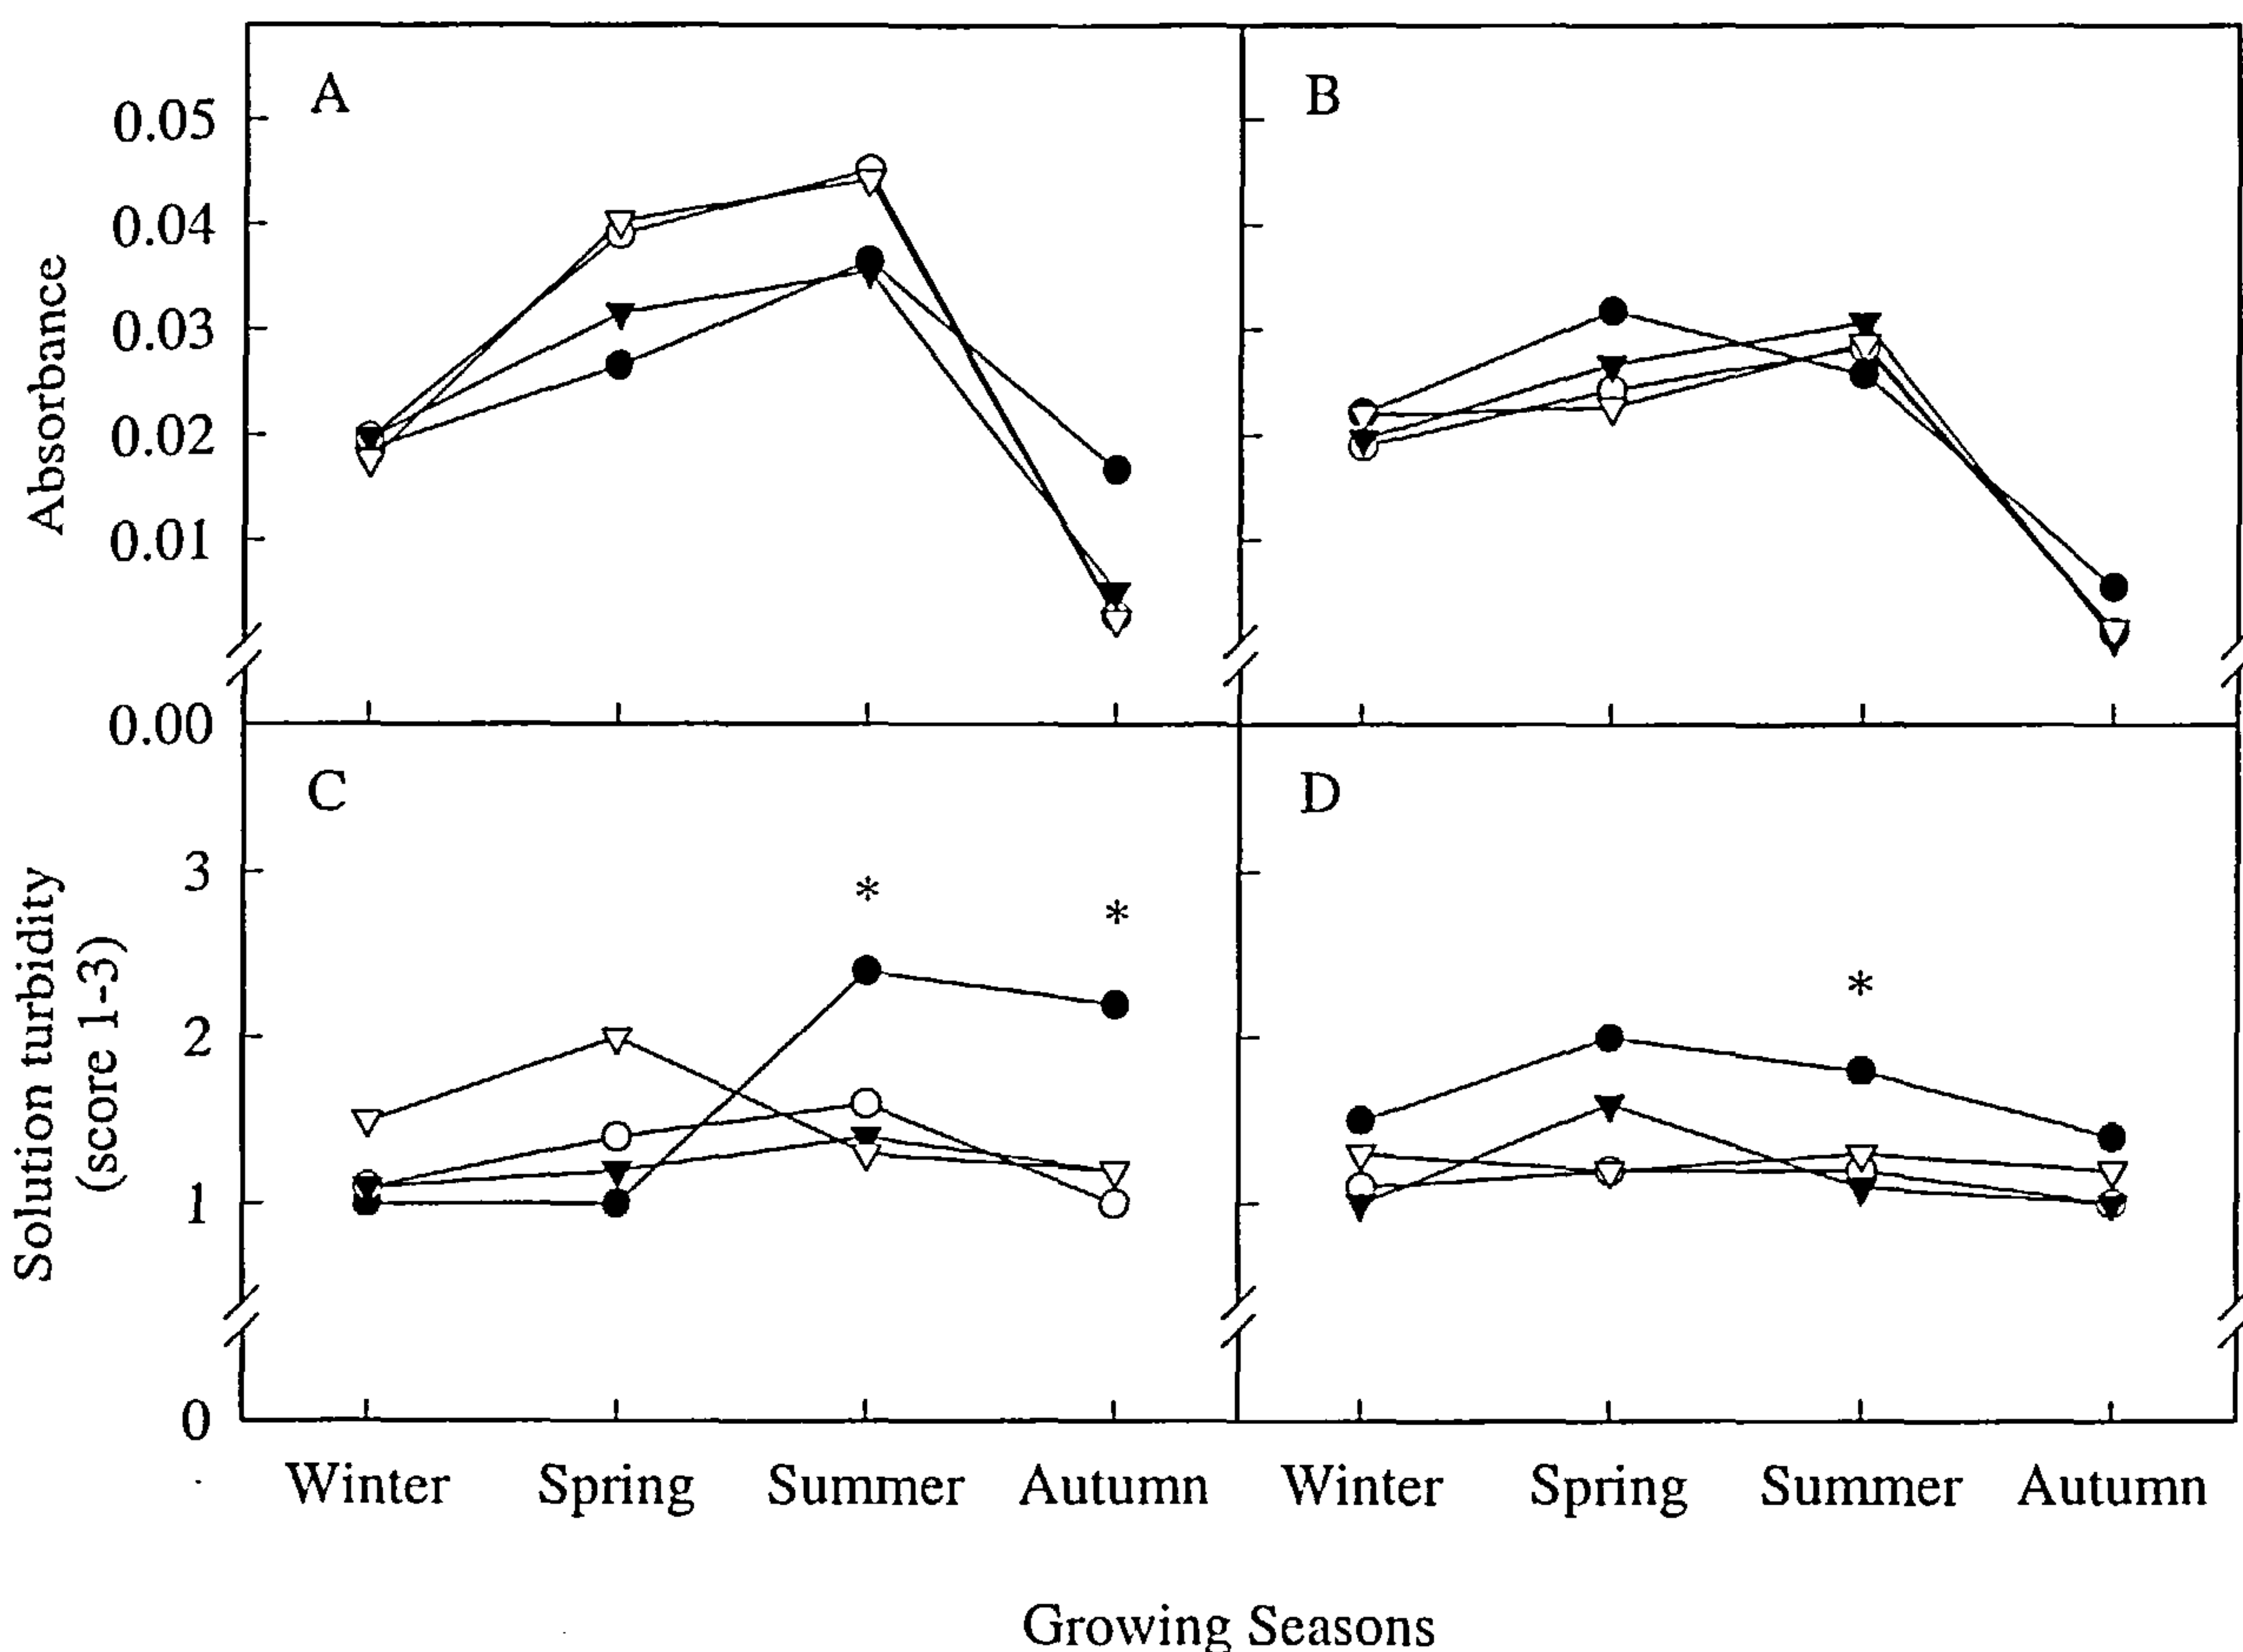 A
B
0.05
0.04
0.03
0.02
0.01
0.00
Absorbance
C
D
*
*
*
3
2
1
0
Solution turbidity
(score 1-3)
Winter Spring Summer Autumn Winter Spring Summer Autumn
Growing Seasons